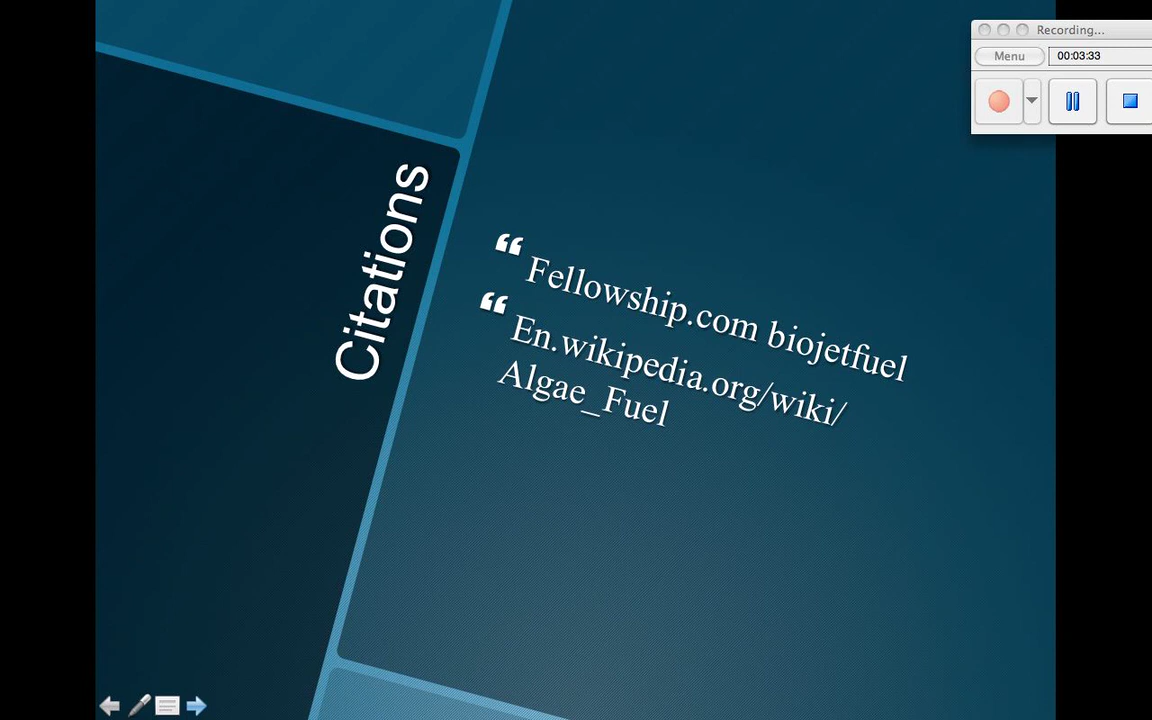 Recording...
Menu
00:03:33
Citations
Fellowship.com biojetfuel
En.wikipedia.org/wiki/
Algae_Fuel